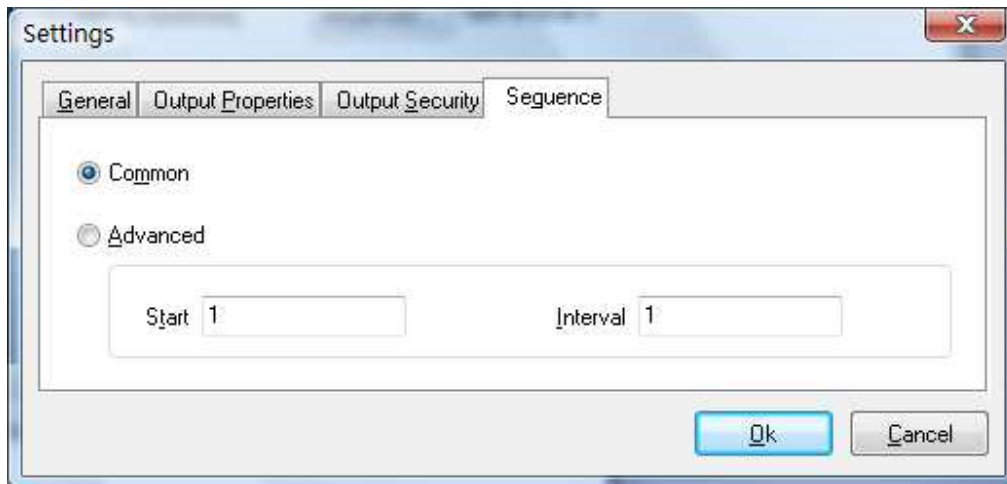 Settings
General Output Properties Output Security Seguence
Common
Advanced
Start 1 Interval 1
Ok Cancel